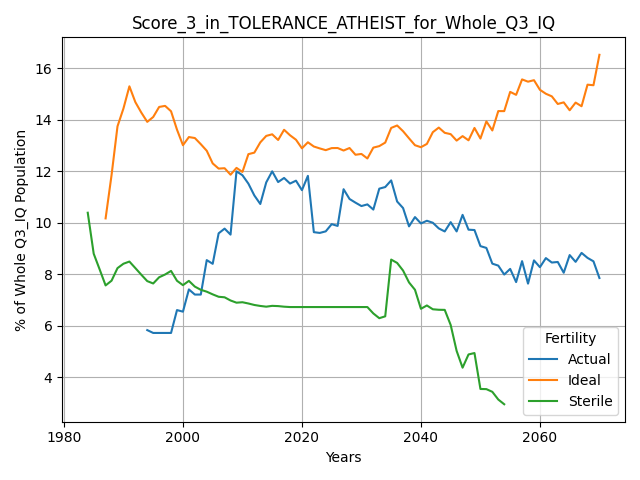 Score_3_in_TOLERANCE_ATHEIST_for_Whole_Q3_IQ
% of Whole Q3_IQ Population
16
14
12
10
8
6
4
1980
2000
2020
2040
2060
Years
Fertility
Actual
Ideal
Sterile